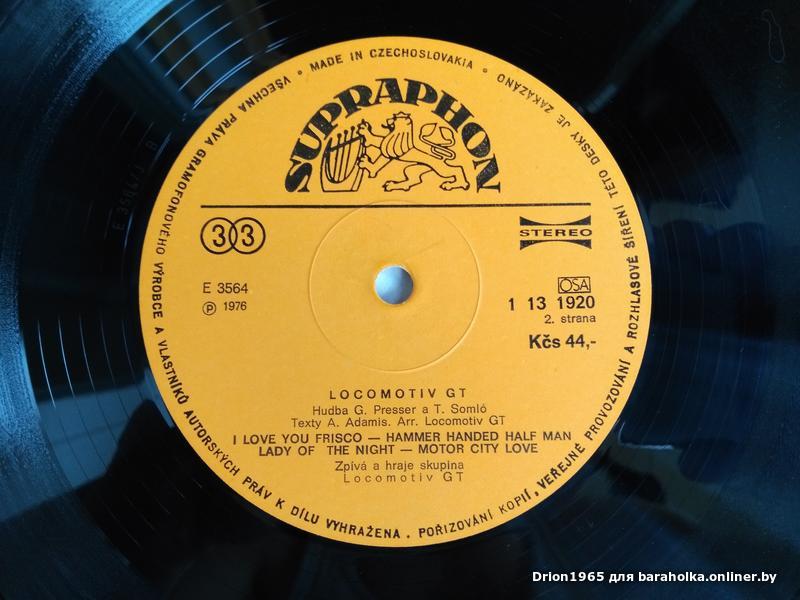 VŠECHNA PRÁVA GRAMOFONOVÉHO VÝROBCE A VLASTNÍKŮ AUTORSKÝCH PRÁV K DÍLU VYHRAŽENA. POŘIZOVÁNÍ KOPIÍ, VEŘEJNÉ PROVOZOVÁNÍ A ROZHLASOVÉ ŠÍŘENÍ TÉTO DESKY JE ZAKÁZÁNO
• MADE IN CZECHOSLOVAKIA •
SUPRAPHON
33
STEREO
E 3564
Ⓟ 1976
OSA
1 13 1920
2. strana
Kčs 44,-
LOCOMOTIV GT
Hudba G. Presser a T. Somló
Texty A. Adamis. Arr. Locomotiv GT
I LOVE YOU FRISCO — HAMMER HANDED HALF MAN
LADY OF THE NIGHT — MOTOR CITY LOVE
Zpívá a hraje skupina
Locomotiv GT
Drion1965 для baraholka.onliner.by